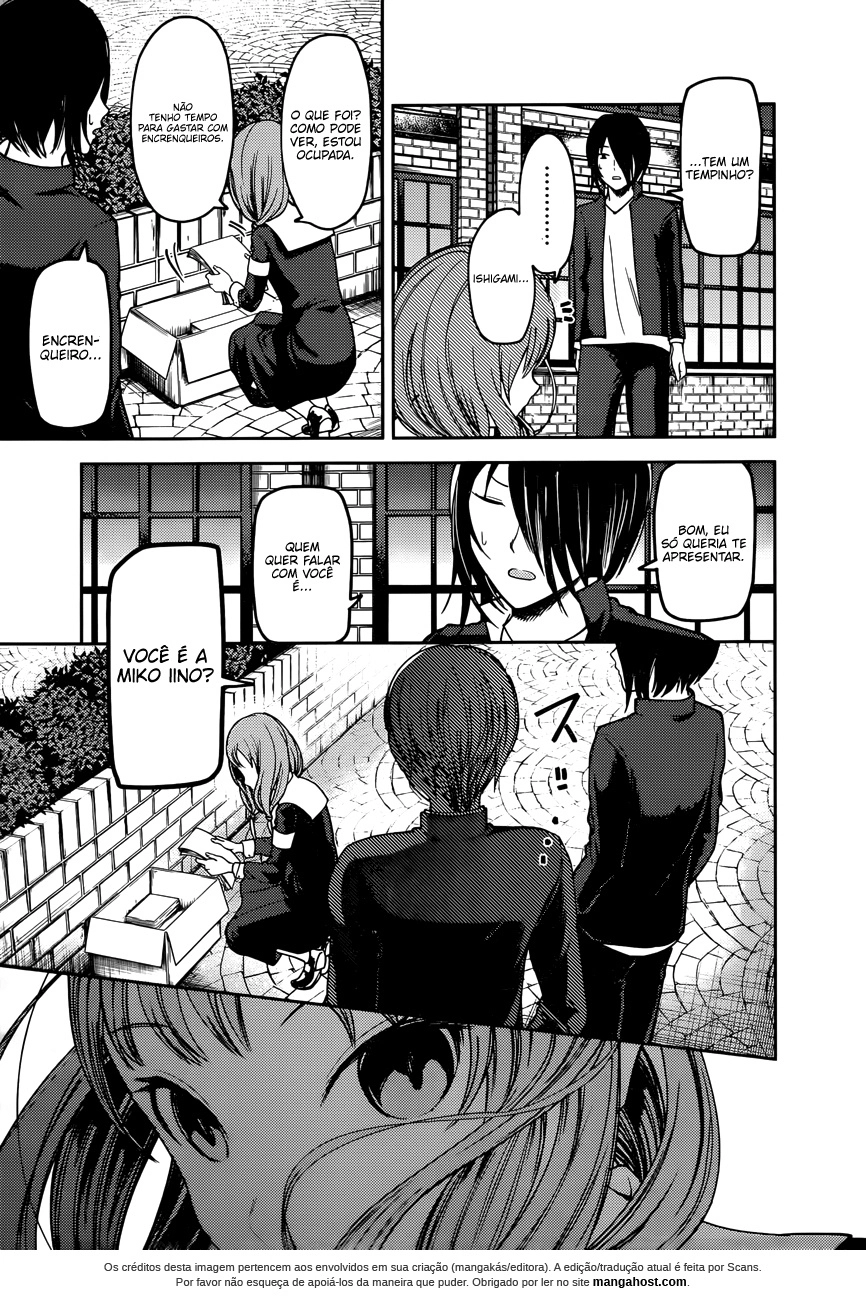 ...TEM UM
TEMPINHO?
..........
ISHIGAMI...
O QUE FOI?
COMO PODE
VER, ESTOU
OCUPADA.
NÃO
TENHO TEMPO
PARA GASTAR COM
ENCRENQUEIROS.
ENCREN-
QUEIRO...
BOM, EU
SÓ QUERIA TE
APRESENTAR.
QUEM
QUER FALAR
COM VOCÊ
É...
VOCÊ É A
MIKO IINO?
ス
Os créditos desta imagem pertencem aos envolvidos em sua criação (mangakás/editora). A edição/tradução atual é feita por Scans.
Por favor não esqueça de apoiá-los da maneira que puder. Obrigado por ler no site mangahost.com.